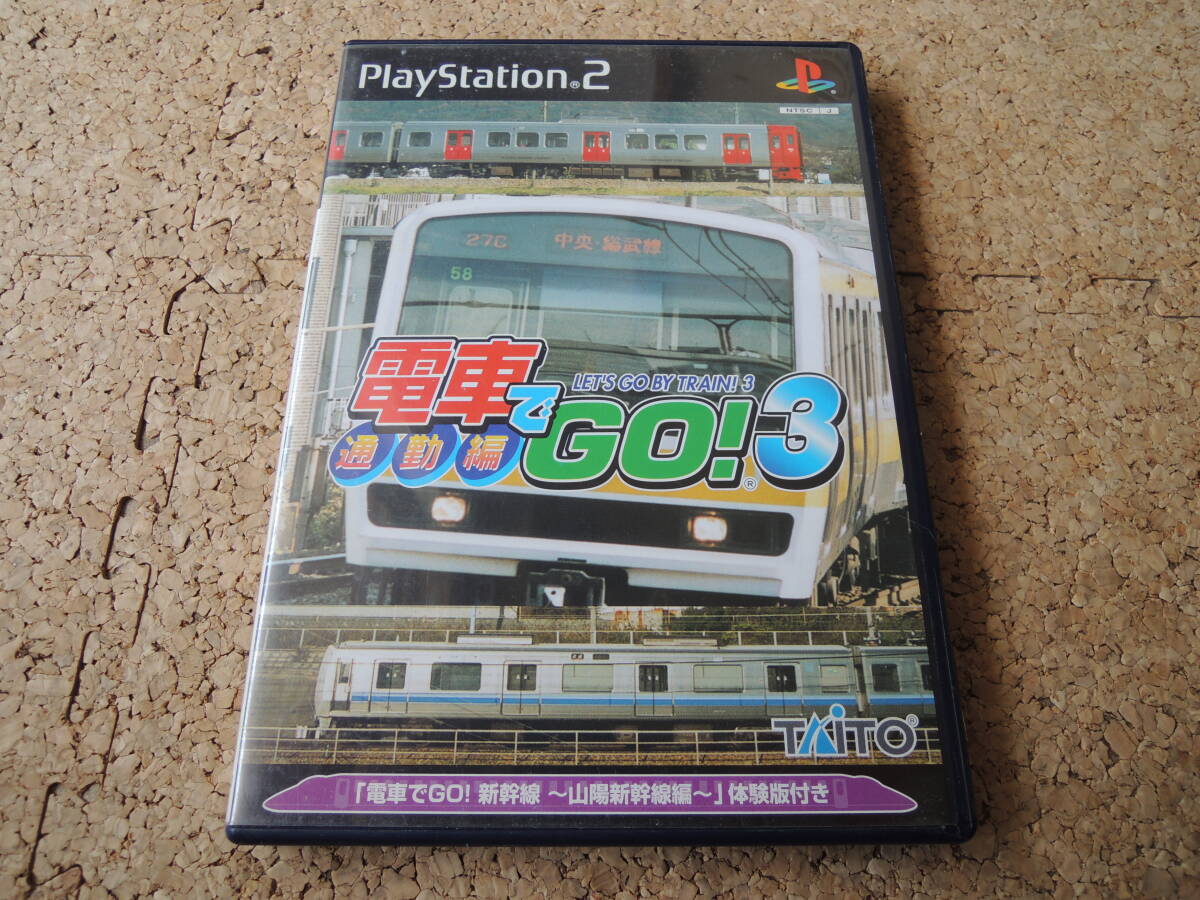 PlayStation®2
NTSC J
27C 中央・総武線
58
電車で
LET'S GO BY TRAIN! 3
通勤編
GO!3
®
TAITO®
「電車でGO! 新幹線 ～山陽新幹線編～」体験版付き